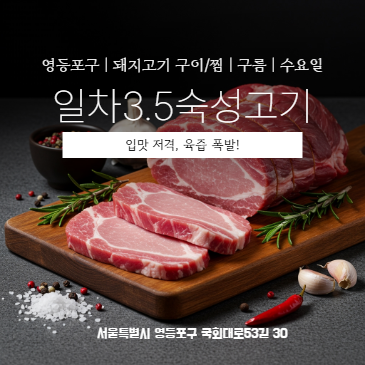 영등포구 | 돼지고기 구이/찜 | 구름 | 수요일
일차3.5숙성고기
입맛 저격, 육즙 폭발!
서울특별시 영등포구 국회대로53길 30